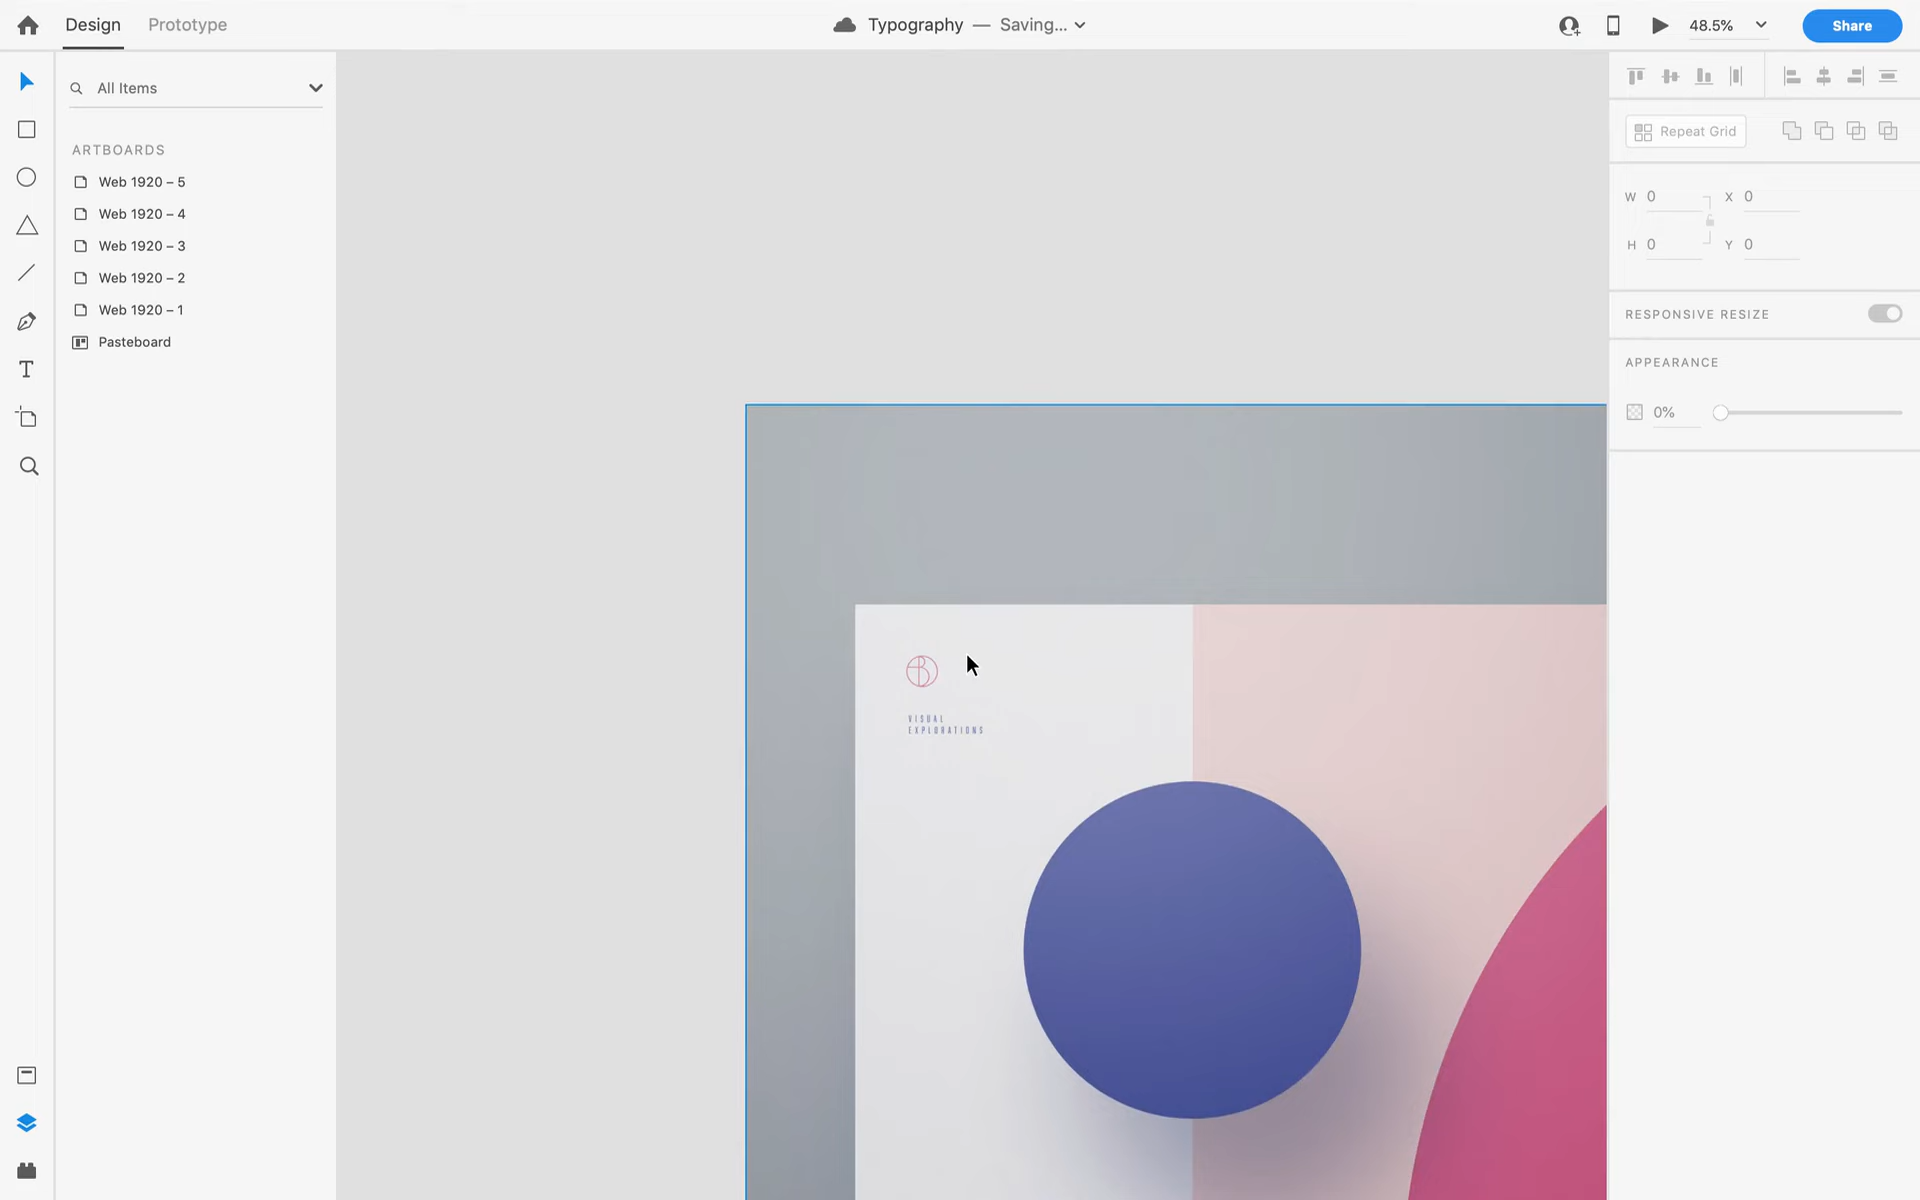 Design
Prototype
Typography — Saving...
48.5%
Share
All Items
ARTBOARDS
Web 1920 – 5
Web 1920 – 4
Web 1920 – 3
Web 1920 – 2
Web 1920 – 1
Pasteboard
VISUAL
EXPLORATIONS
Repeat Grid
W 0
X 0
H 0
Y 0
RESPONSIVE RESIZE
APPEARANCE
0%